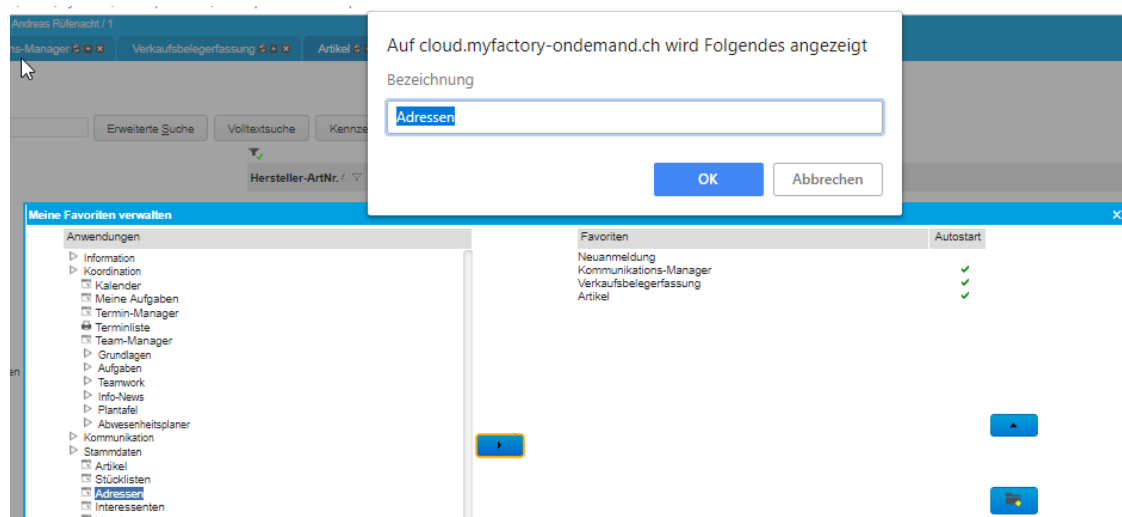 Andreas Rüfenacht / 1
ns-Manager
Verkaufsbelegerfassung
Artikel
Auf cloud.myfactory-ondemand.ch wird Folgendes angezeigt
Bezeichnung
Adressen
OK
Abbrechen
Erweiterte Suche
Volltextsuche
Kennze
Hersteller-ArtNr.
Meine Favoriten verwalten
Anwendungen
Information
Koordination
Kalender
Meine Aufgaben
Termin-Manager
Terminliste
Team-Manager
Grundlagen
Aufgaben
Teamwork
Info-News
Plantafel
Abwesenheitsplaner
Kommunikation
Stammdaten
Artikel
Stücklisten
Adressen
Interessenten
Favoriten
Autostart
Neuanmeldung
Kommunikations-Manager
Verkaufsbelegerfassung
Artikel
en